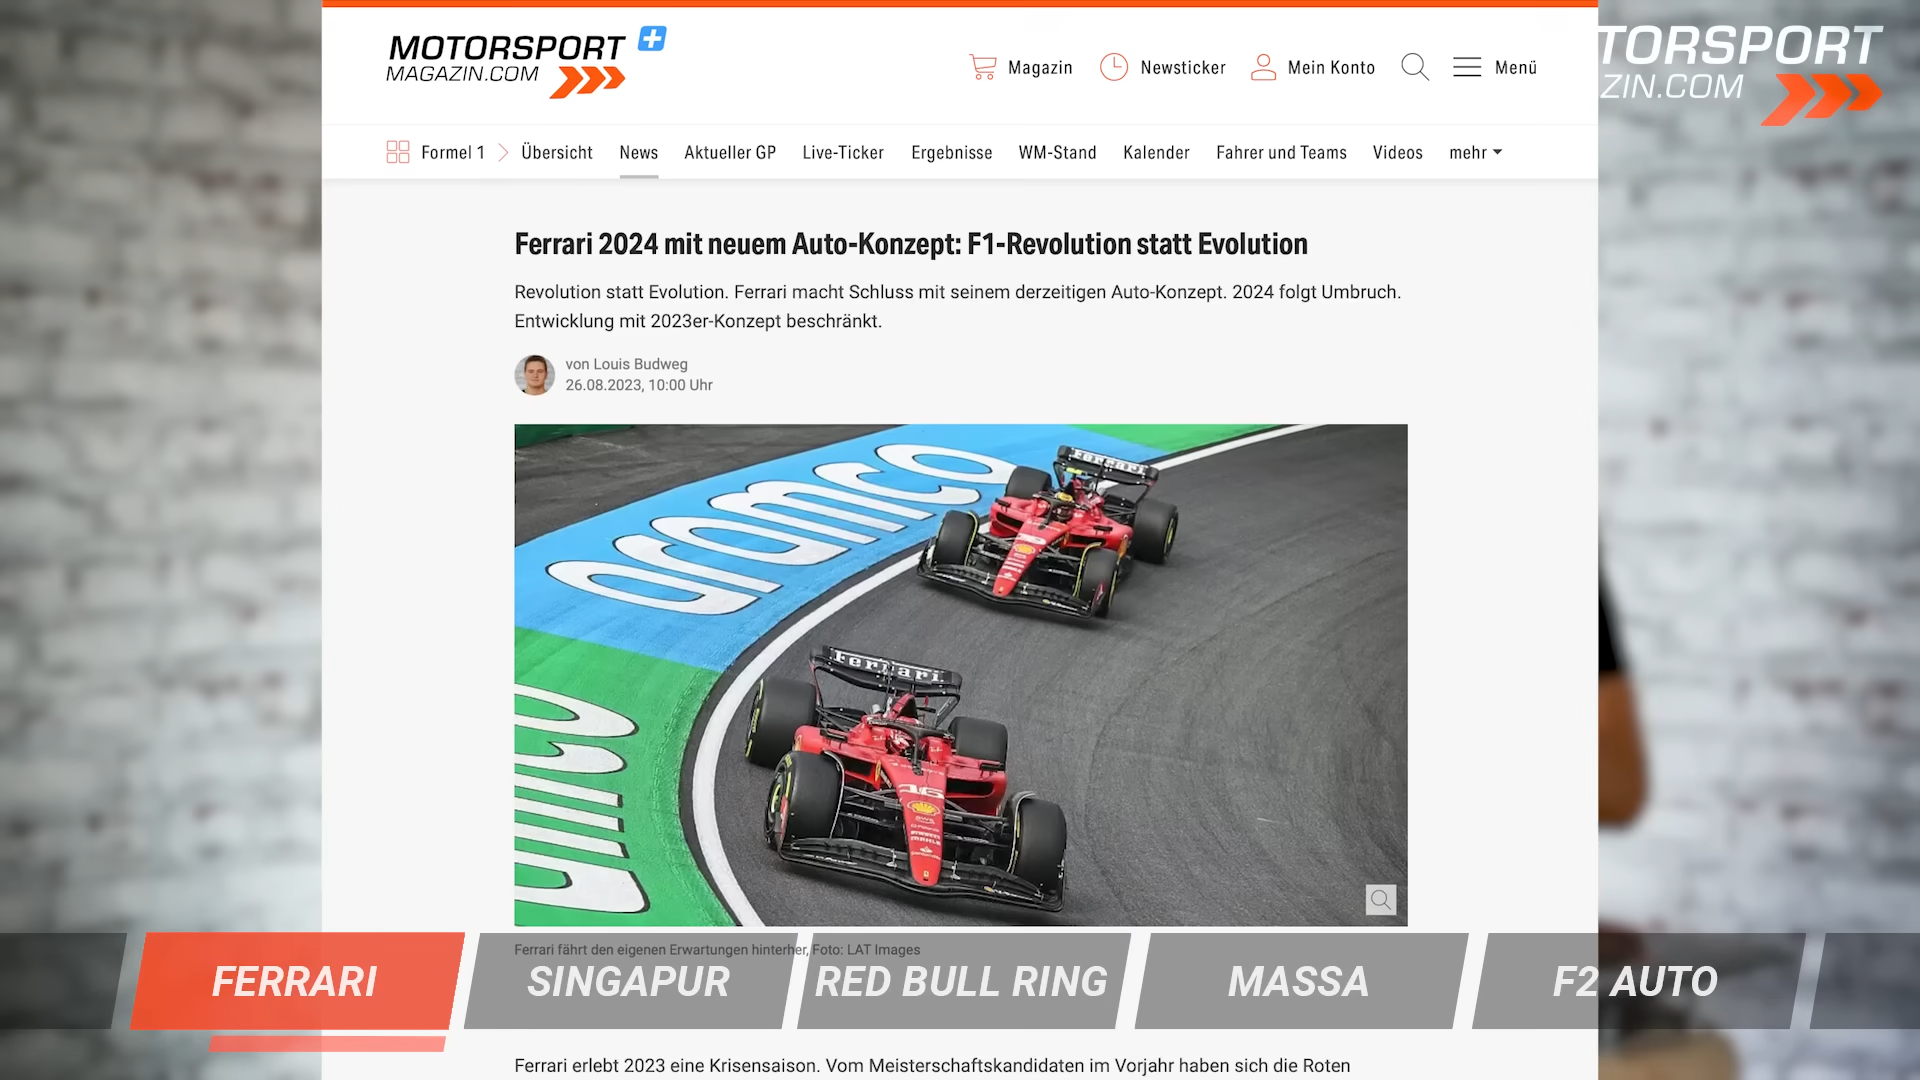 MOTORSPORT
MAGAZIN.COM
Magazin
Newsticker
Mein Konto
Menü
TORSPORT
ZIN.COM
Formel 1
Übersicht
News
Aktueller GP
Live-Ticker
Ergebnisse
WM-Stand
Kalender
Fahrer und Teams
Videos
mehr
Ferrari 2024 mit neuem Auto-Konzept: F1-Revolution statt Evolution
Revolution statt Evolution. Ferrari macht Schluss mit seinem derzeitigen Auto-Konzept. 2024 folgt Umbruch.
Entwicklung mit 2023er-Konzept beschränkt.
von Louis Budweg
26.08.2023, 10:00 Uhr
aramco
Ferrari
Ferrari
16
Ferrari fährt den eigenen Erwartungen hinterher, Foto: LAT Images
FERRARI
SINGAPUR
RED BULL RING
MASSA
F2 AUTO
Ferrari erlebt 2023 eine Krisensaison. Vom Meisterschaftskandidaten im Vorjahr haben sich die Roten